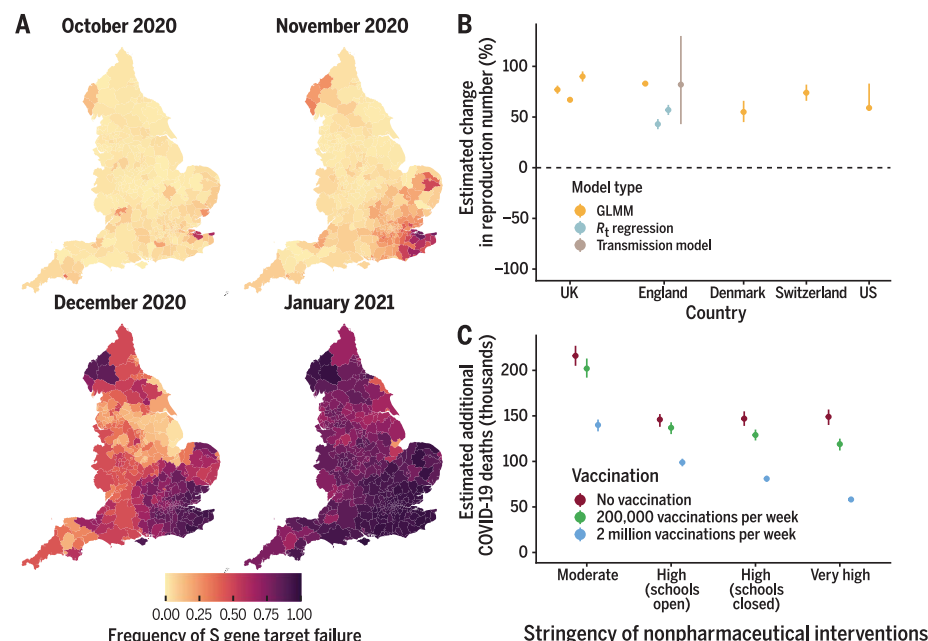 A
October 2020
November 2020
December 2020
January 2021
0.00 0.25 0.50 0.75 1.00
Frequency of S gene target failure
B
Estimated change
in reproduction number (%)
100
50
0
−50
−100
Model type
GLMM
Rt regression
Transmission model
UK
England
Denmark
Switzerland
US
Country
C
Estimated additional
COVID-19 deaths (thousands)
200
150
100
50
0
Vaccination
No vaccination
200,000 vaccinations per week
2 million vaccinations per week
Moderate
High
(schools
open)
High
(schools
closed)
Very high
Stringency of nonpharmaceutical interventions